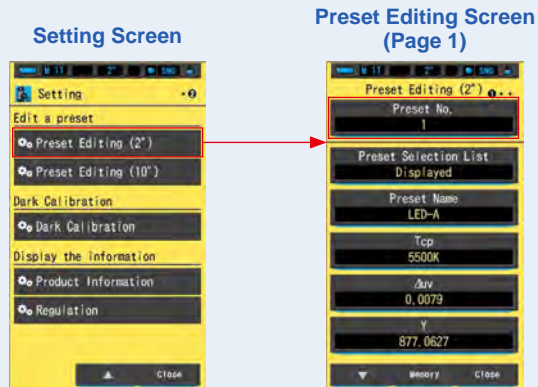 Setting Screen
Preset Editing Screen
(Page 1)
2°
Setting
Edit a preset
Preset Editing (2°)
Preset Editing (10°)
Dark Calibration
Dark Calibration
Display the information
Product Information
Regulation
▲ Close
2°
Preset Editing (2°)
Preset No.
1
Preset Selection List
Displayed
Preset Name
LED-A
Tcp
5500K
Δuv
0.0079
Y
877.0627
▼ Memory Close